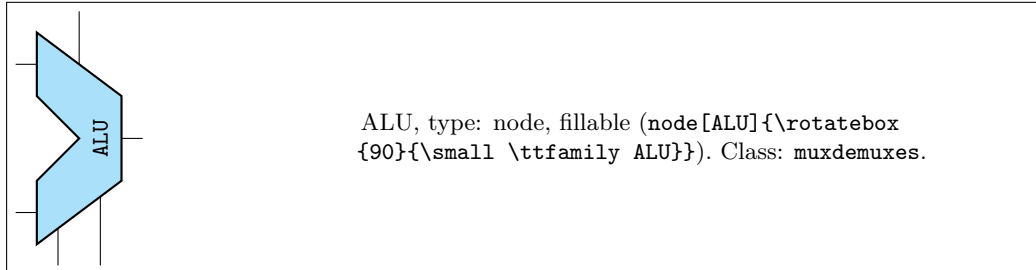 ALU
ALU, type: node, fillable (node[ALU]{\rotatebox
{90}{\small \ttfamily ALU}}). Class: muxdemuxes.